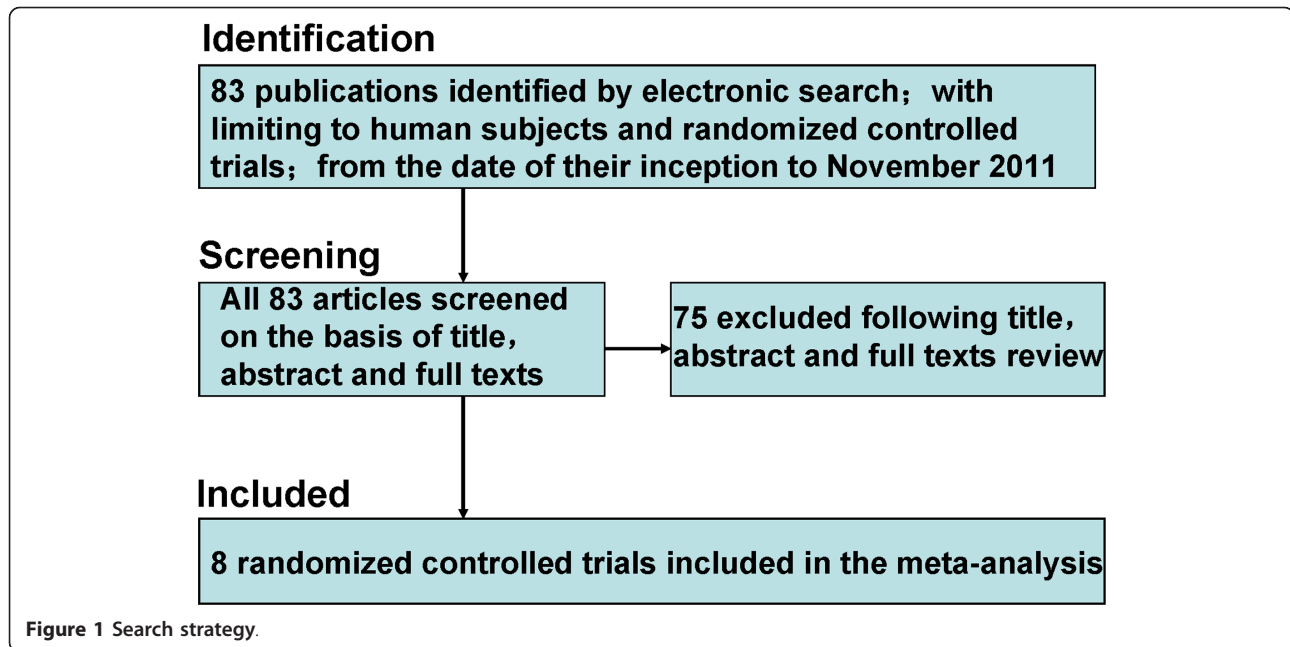 Identification
83 publications identified by electronic search；with
limiting to human subjects and randomized controlled
trials；from the date of their inception to November 2011
Screening
All 83 articles screened
on the basis of title，
abstract and full texts
75 excluded following title，
abstract and full texts review
Included
8 randomized controlled trials included in the meta-analysis
Figure 1 Search strategy.